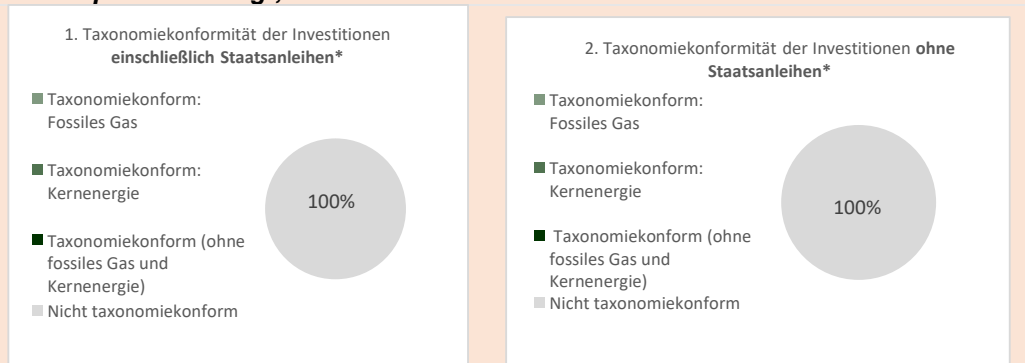 1. Taxonomiekonformität der Investitionen
einschließlich Staatsanleihen*
Taxonomiekonform:
Fossiles Gas
Taxonomiekonform:
Kernenergie
Taxonomiekonform (ohne
fossiles Gas und
Kernenergie)
Nicht taxonomiekonform
100%
2. Taxonomiekonformität der Investitionen ohne
Staatsanleihen*
Taxonomiekonform:
Fossiles Gas
Taxonomiekonform:
Kernenergie
Taxonomiekonform (ohne
fossiles Gas und
Kernenergie)
Nicht taxonomiekonform
100%